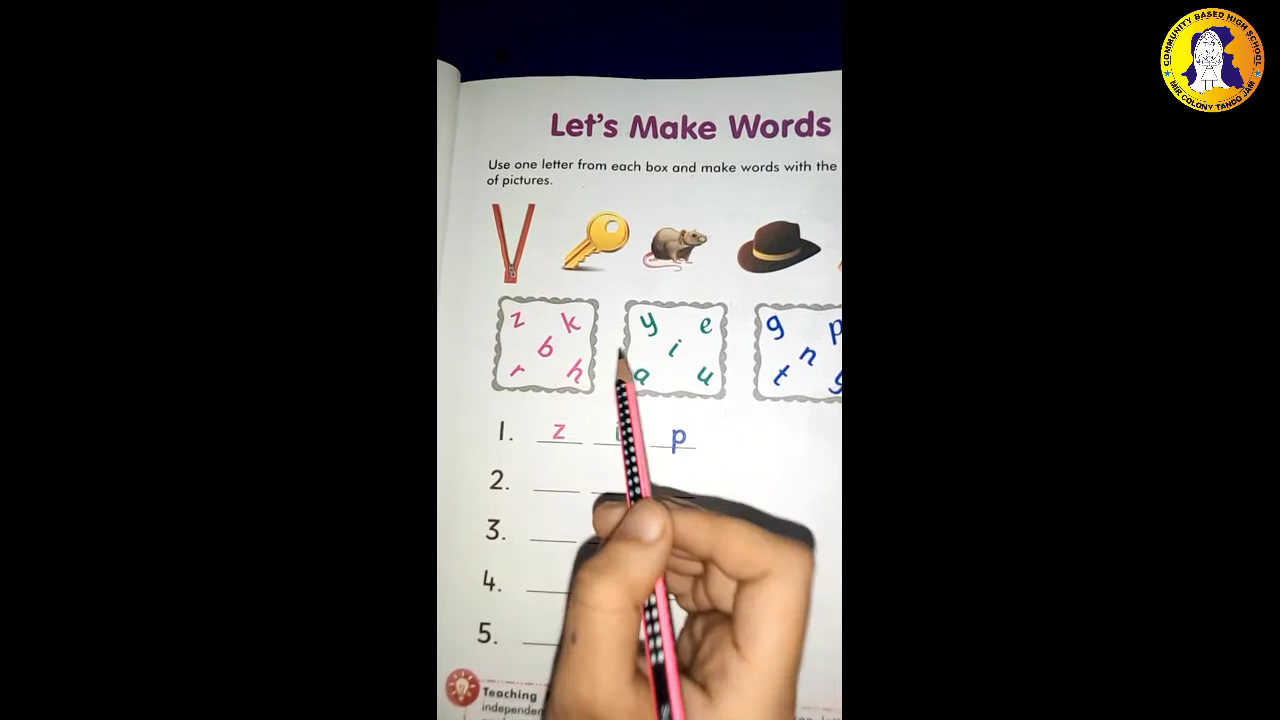 COMMUNITY BASED HIGH SCHOOL
MIR COLONY TANDO JAM
Let's Make Words
Use one letter from each box and make words with the
of pictures.
z k y e g p
b i n
r h a u t
1. z p
2.
3.
4.
5.
Teaching
independen